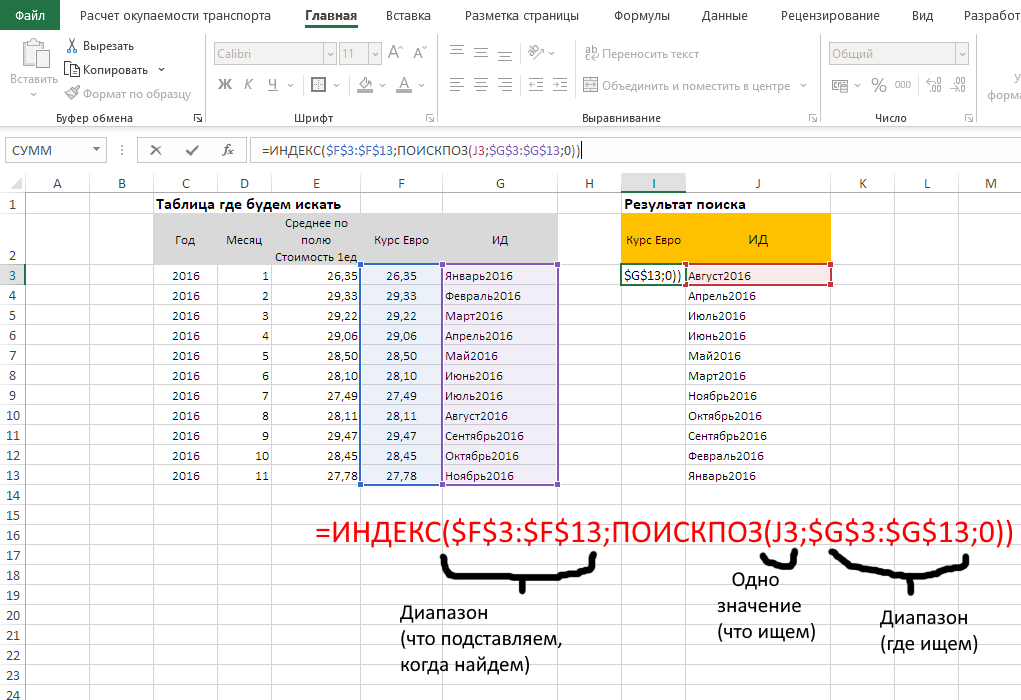 Файл Расчет окупаемости транспорта Главная Вставка Разметка страницы Формулы Данные Рецензирование Вид Разработ
Вставить
Вырезать
Копировать
Формат по образцу
Буфер обмена
Calibri 11
Ж К Ч А
Шрифт
ab Переносить текст
Объединить и поместить в центре
Выравнивание
Общий
% 000
Число
У
форма
СУММ fx =ИНДЕКС($F$3:$F$13;ПОИСКПОЗ(J3;$G$3:$G$13;0))
A B C D E F G H I J K L M
1 Таблица где будем искать Результат поиска
2 Год Месяц Среднее по полю Стоимость 1ед Курс Евро ИД Курс Евро ИД
3 2016 1 26,35 26,35 Январь2016 $G$13;0)) Август2016
4 2016 2 29,33 29,33 Февраль2016 Апрель2016
5 2016 3 29,22 29,22 Март2016 Июль2016
6 2016 4 29,06 29,06 Апрель2016 Июнь2016
7 2016 5 28,50 28,50 Май2016 Май2016
8 2016 6 28,10 28,10 Июнь2016 Март2016
9 2016 7 27,49 27,49 Июль2016 Ноябрь2016
10 2016 8 28,11 28,11 Август2016 Октябрь2016
11 2016 9 29,47 29,47 Сентябрь2016 Сентябрь2016
12 2016 10 28,45 28,45 Октябрь2016 Февраль2016
13 2016 11 27,78 27,78 Ноябрь2016 Январь2016
14
15
16 =ИНДЕКС($F$3:$F$13;ПОИСКПОЗ(J3;$G$3:$G$13;0))
17
18
19
20
21
22
23
24
Диапазон
(что подставляем,
когда найдем)
Одно
значение
(что ищем)
Диапазон
(где ищем)